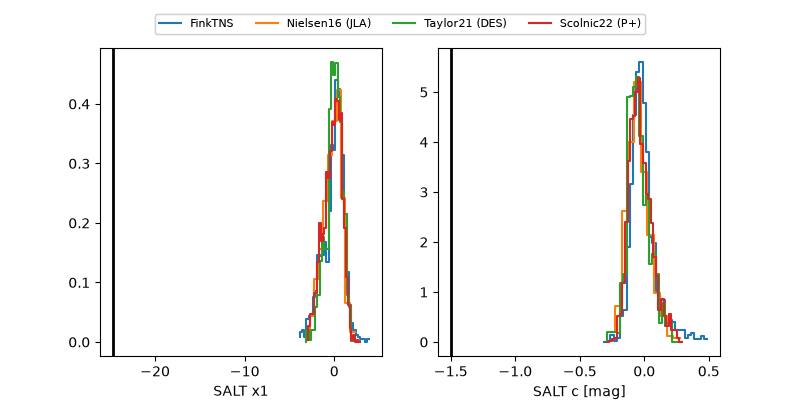 FinkTNS Nielsen16 (JLA) Taylor21 (DES) Scolnic22 (P+)
0.4
0.3
0.2
0.1
0.0
−20 −10 0
SALT x1
5
4
3
2
1
0
−1.5 −1.0 −0.5 0.0 0.5
SALT c [mag]